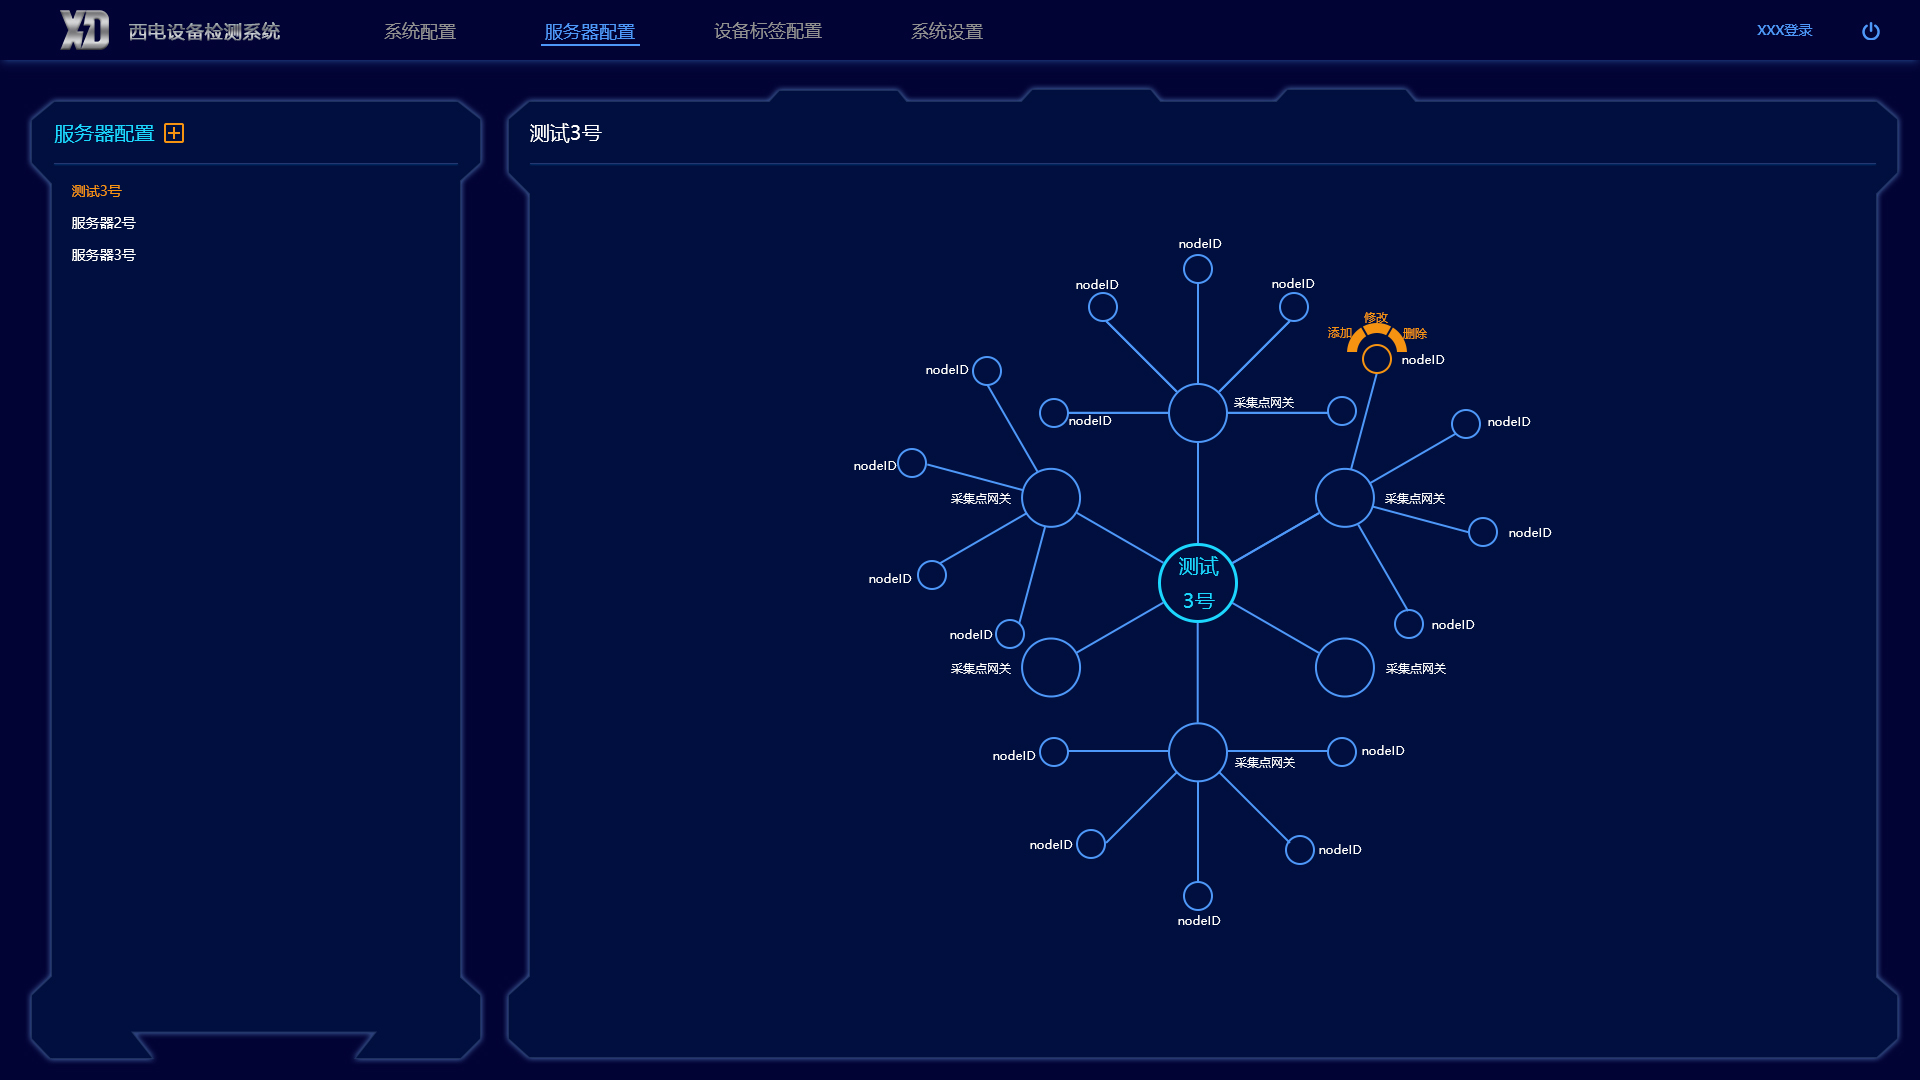 XD 西电设备检测系统
系统配置
服务器配置
设备标签配置
系统设置
XXX登录
服务器配置
测试3号
服务器2号
服务器3号
测试3号
nodeID
nodeID
nodeID
修改
添加
删除
nodeID
nodeID
采集点网关
nodeID
nodeID
nodeID
采集点网关
采集点网关
nodeID
测试
3号
nodeID
nodeID
nodeID
采集点网关
采集点网关
nodeID
nodeID
采集点网关
nodeID
nodeID
nodeID